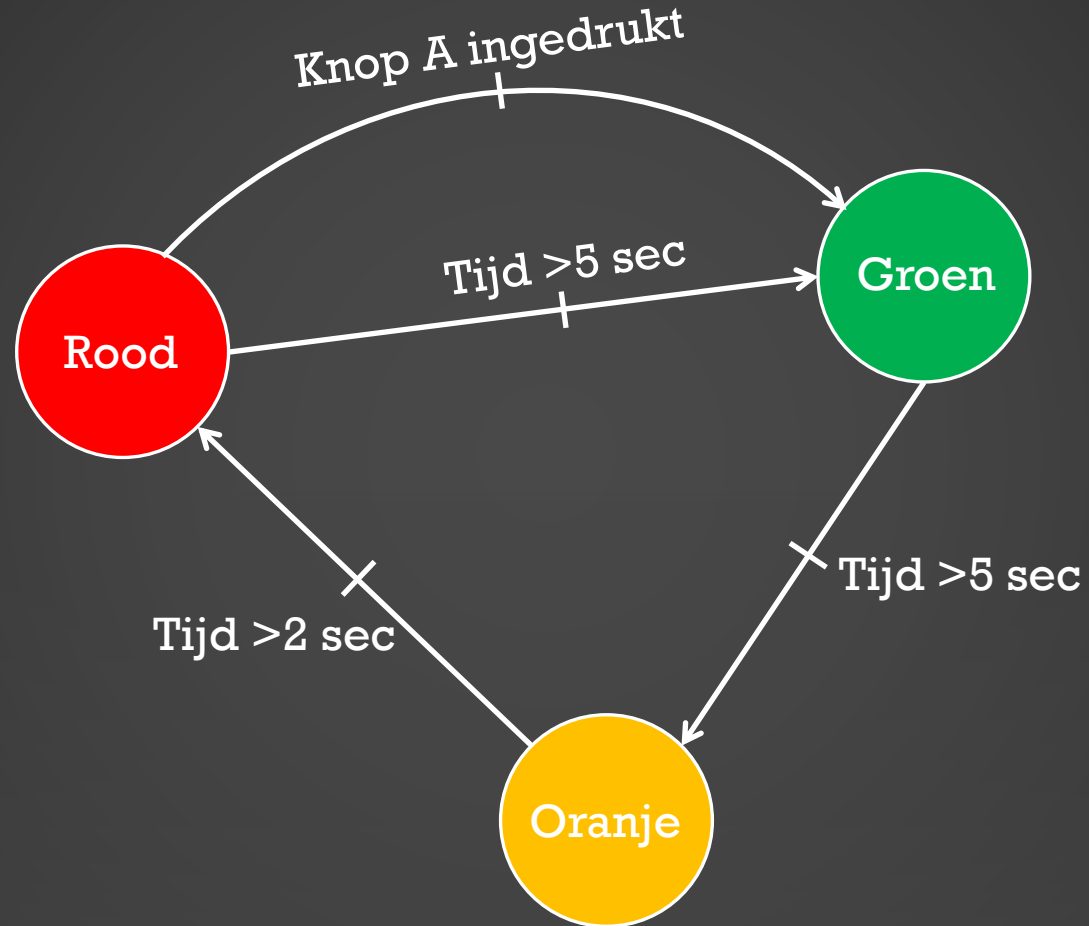 Knop A ingedrukt
Tijd >5 sec
Groen
Rood
Tijd >5 sec
Tijd >2 sec
Oranje